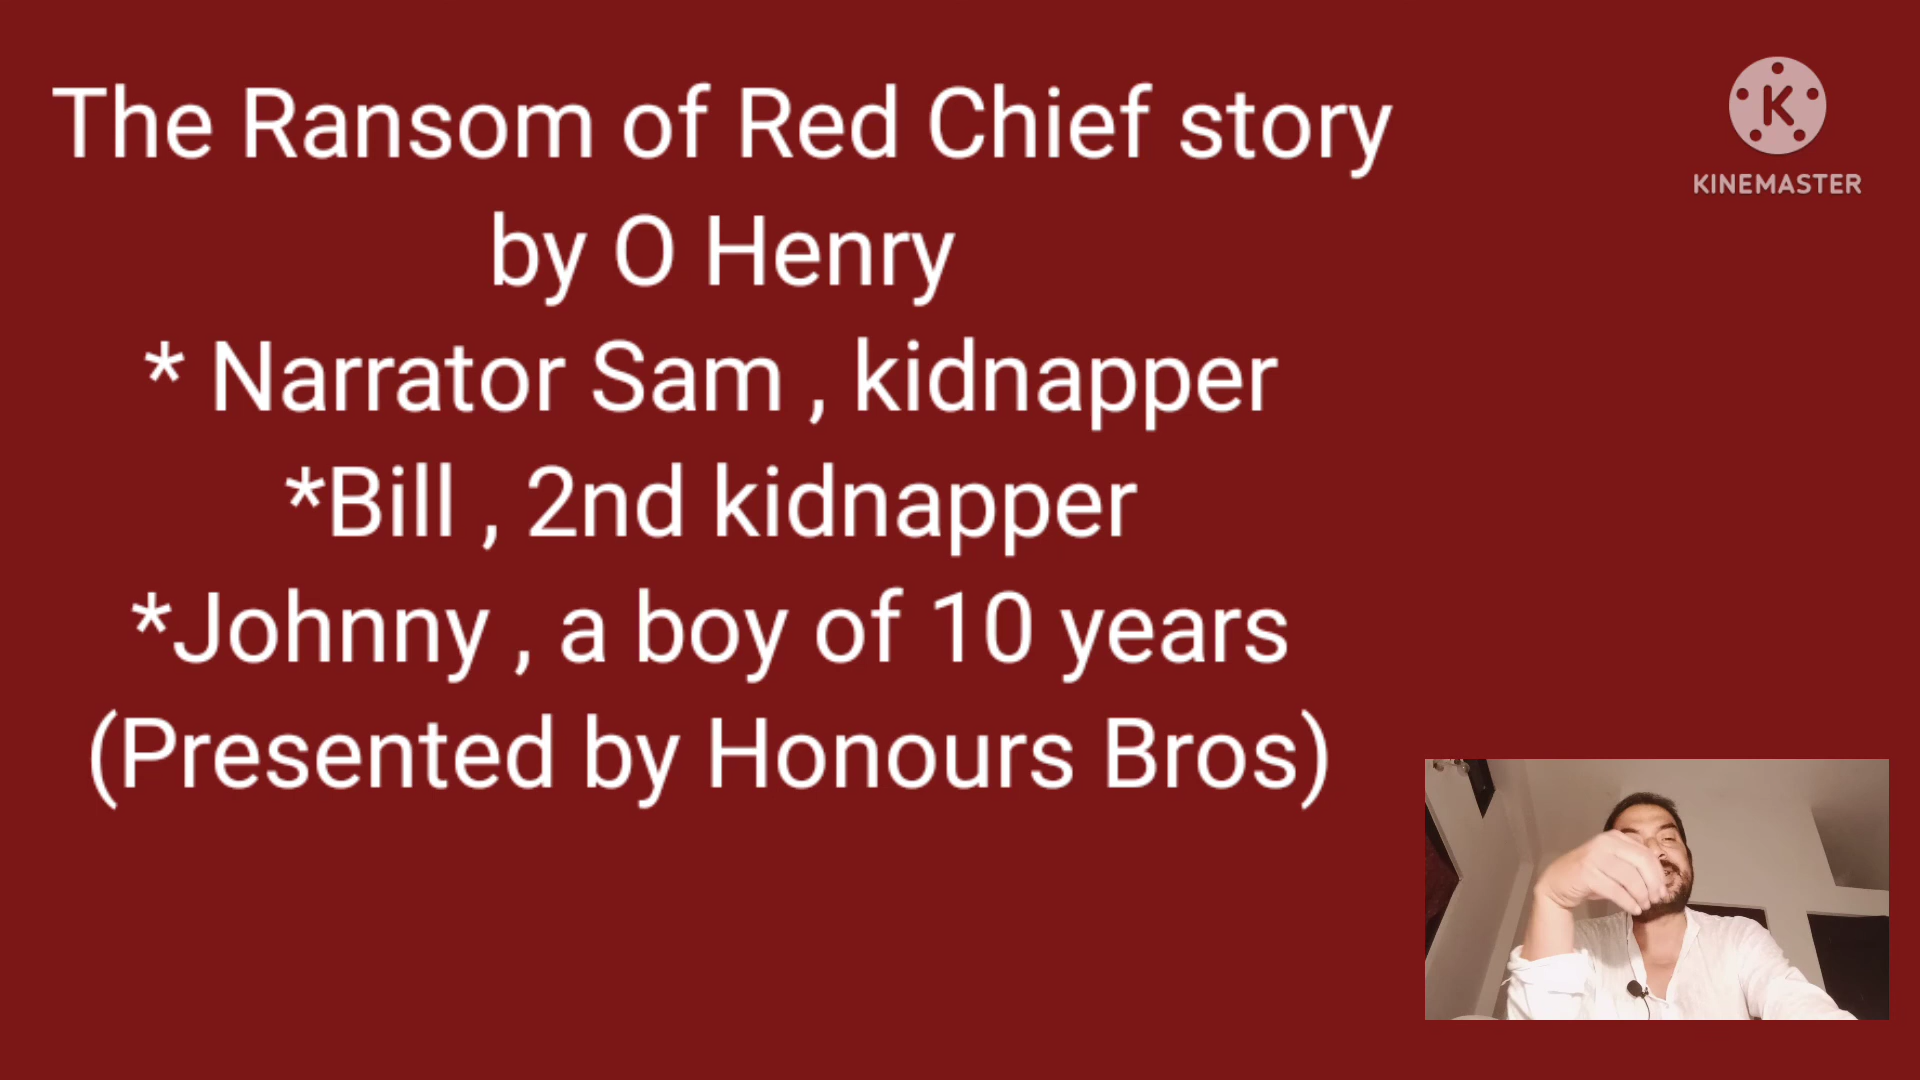 The Ransom of Red Chief story
by O Henry
* Narrator Sam , kidnapper
*Bill , 2nd kidnapper
*Johnny , a boy of 10 years
(Presented by Honours Bros)
K
KINEMASTER